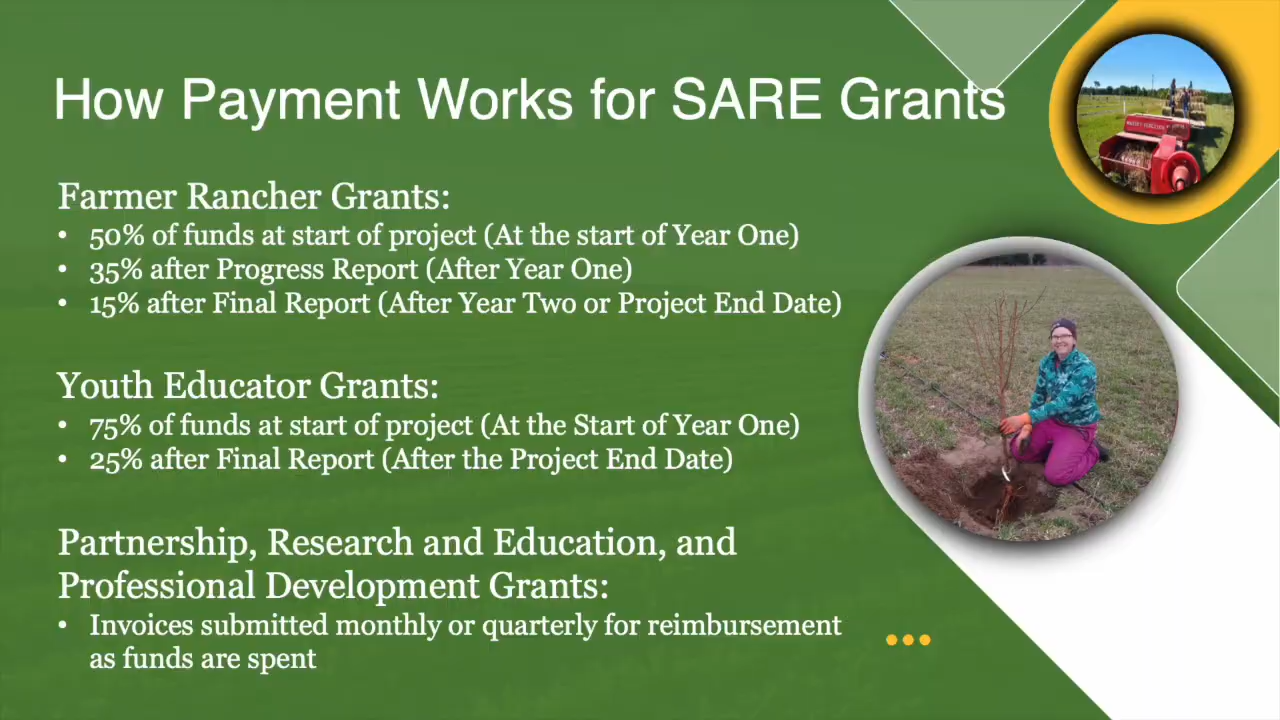 How Payment Works for SARE Grants
Farmer Rancher Grants:
• 50% of funds at start of project (At the start of Year One)
• 35% after Progress Report (After Year One)
• 15% after Final Report (After Year Two or Project End Date)
Youth Educator Grants:
• 75% of funds at start of project (At the Start of Year One)
• 25% after Final Report (After the Project End Date)
Partnership, Research and Education, and
Professional Development Grants:
• Invoices submitted monthly or quarterly for reimbursement
as funds are spent